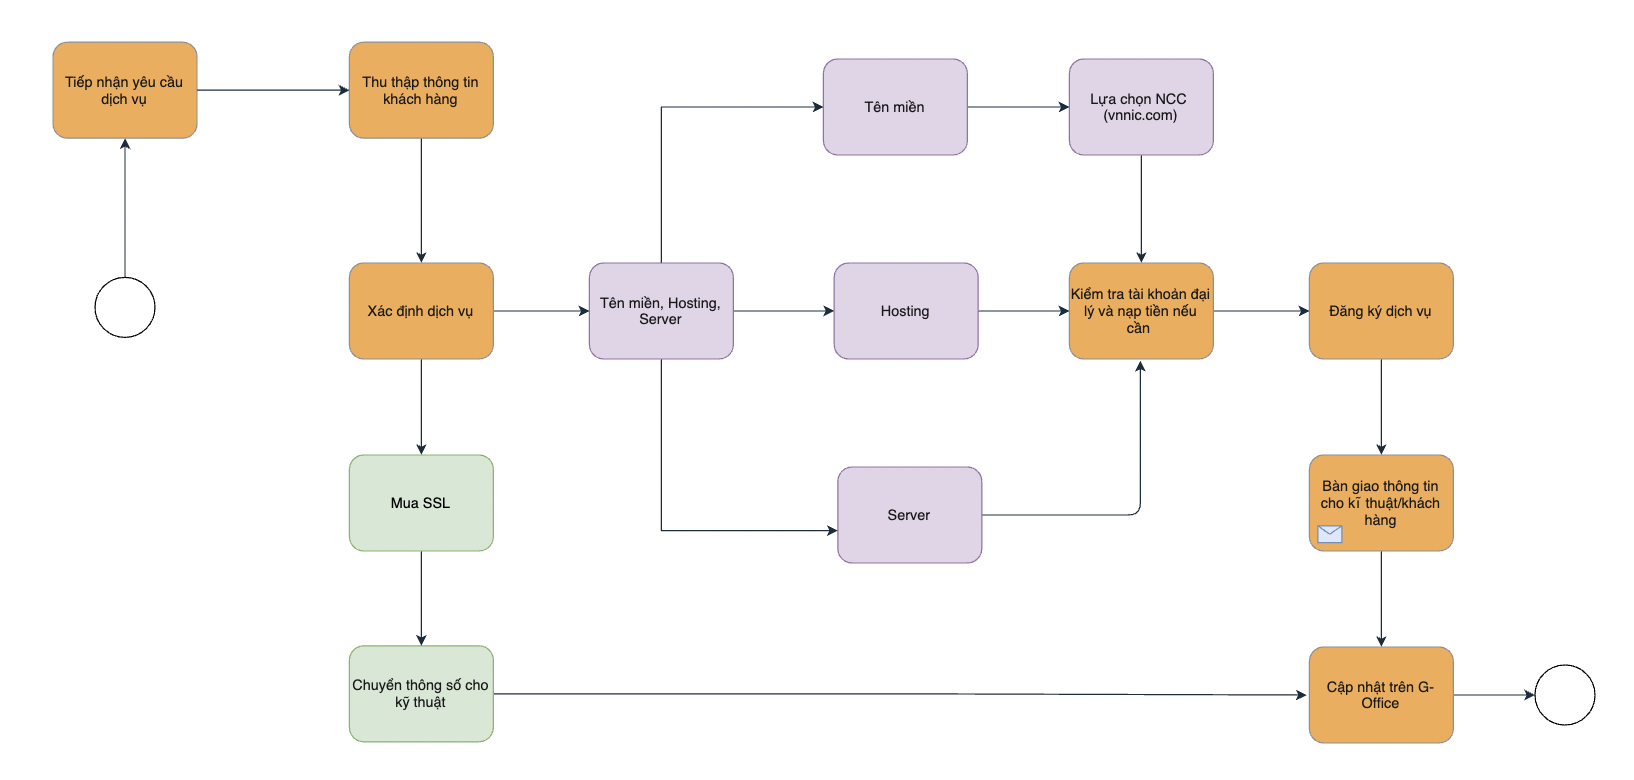 Tiếp nhận yêu cầu
dịch vụ
Thu thập thông tin
khách hàng
Tên miền
Lựa chọn NCC
(vnnic.com)
Xác định dịch vụ
Tên miền, Hosting,
Server
Hosting
Kiểm tra tài khoản đại
lý và nạp tiền nếu
cần
Đăng ký dịch vụ
Mua SSL
Server
Bàn giao thông tin
cho kĩ thuật/khách
hàng
Chuyển thông số cho
kỹ thuật
Cập nhật trên G-
Office